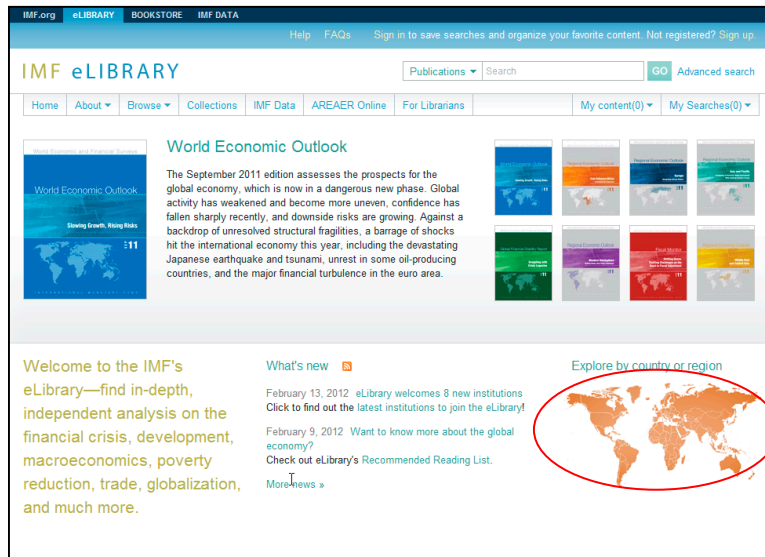 IMF.org eLIBRARY BOOKSTORE IMF DATA
Help FAQs Sign in to save searches and organize your favorite content. Not registered? Sign up.
IMF eLIBRARY
Publications Search GO Advanced search
Home About Browse Collections IMF Data AREAER Online For Librarians My content(0) My Searches(0)
World Economic and Financial Surveys
World Economic Outlook
Slowing Growth, Rising Risks
11
INTERNATIONAL MONETARY FUND
World Economic Outlook
The September 2011 edition assesses the prospects for the
global economy, which is now in a dangerous new phase. Global
activity has weakened and become more uneven, confidence has
fallen sharply recently, and downside risks are growing. Against a
backdrop of unresolved structural fragilities, a barrage of shocks
hit the international economy this year, including the devastating
Japanese earthquake and tsunami, unrest in some oil-producing
countries, and the major financial turbulence in the euro area.
Welcome to the IMF's
eLibrary—find in-depth,
independent analysis on the
financial crisis, development,
macroeconomics, poverty
reduction, trade, globalization,
and much more.
What's new
February 13, 2012 eLibrary welcomes 8 new institutions
Click to find out the latest institutions to join the eLibrary!
February 9, 2012 Want to know more about the global
economy?
Check out eLibrary's Recommended Reading List.
More news »
Explore by country or region